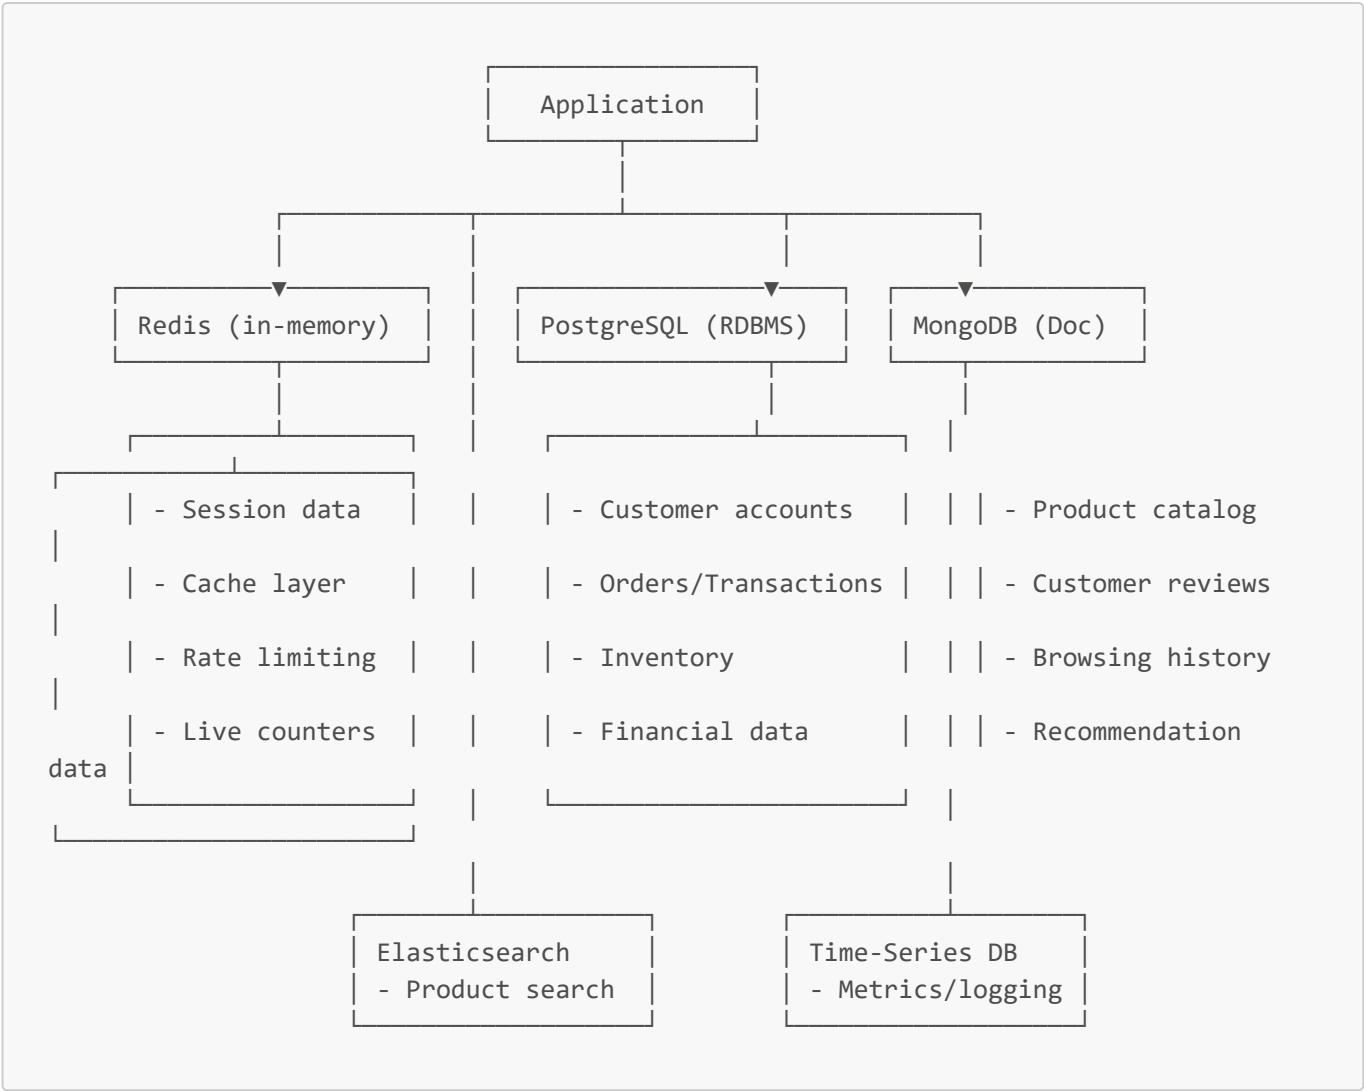 Application
Redis (in-memory) PostgreSQL (RDBMS) MongoDB (Doc)
- Session data - Customer accounts - Product catalog
- Cache layer - Orders/Transactions - Customer reviews
- Rate limiting - Inventory - Browsing history
- Live counters - Financial data - Recommendation
data
Elasticsearch Time-Series DB
- Product search - Metrics/logging